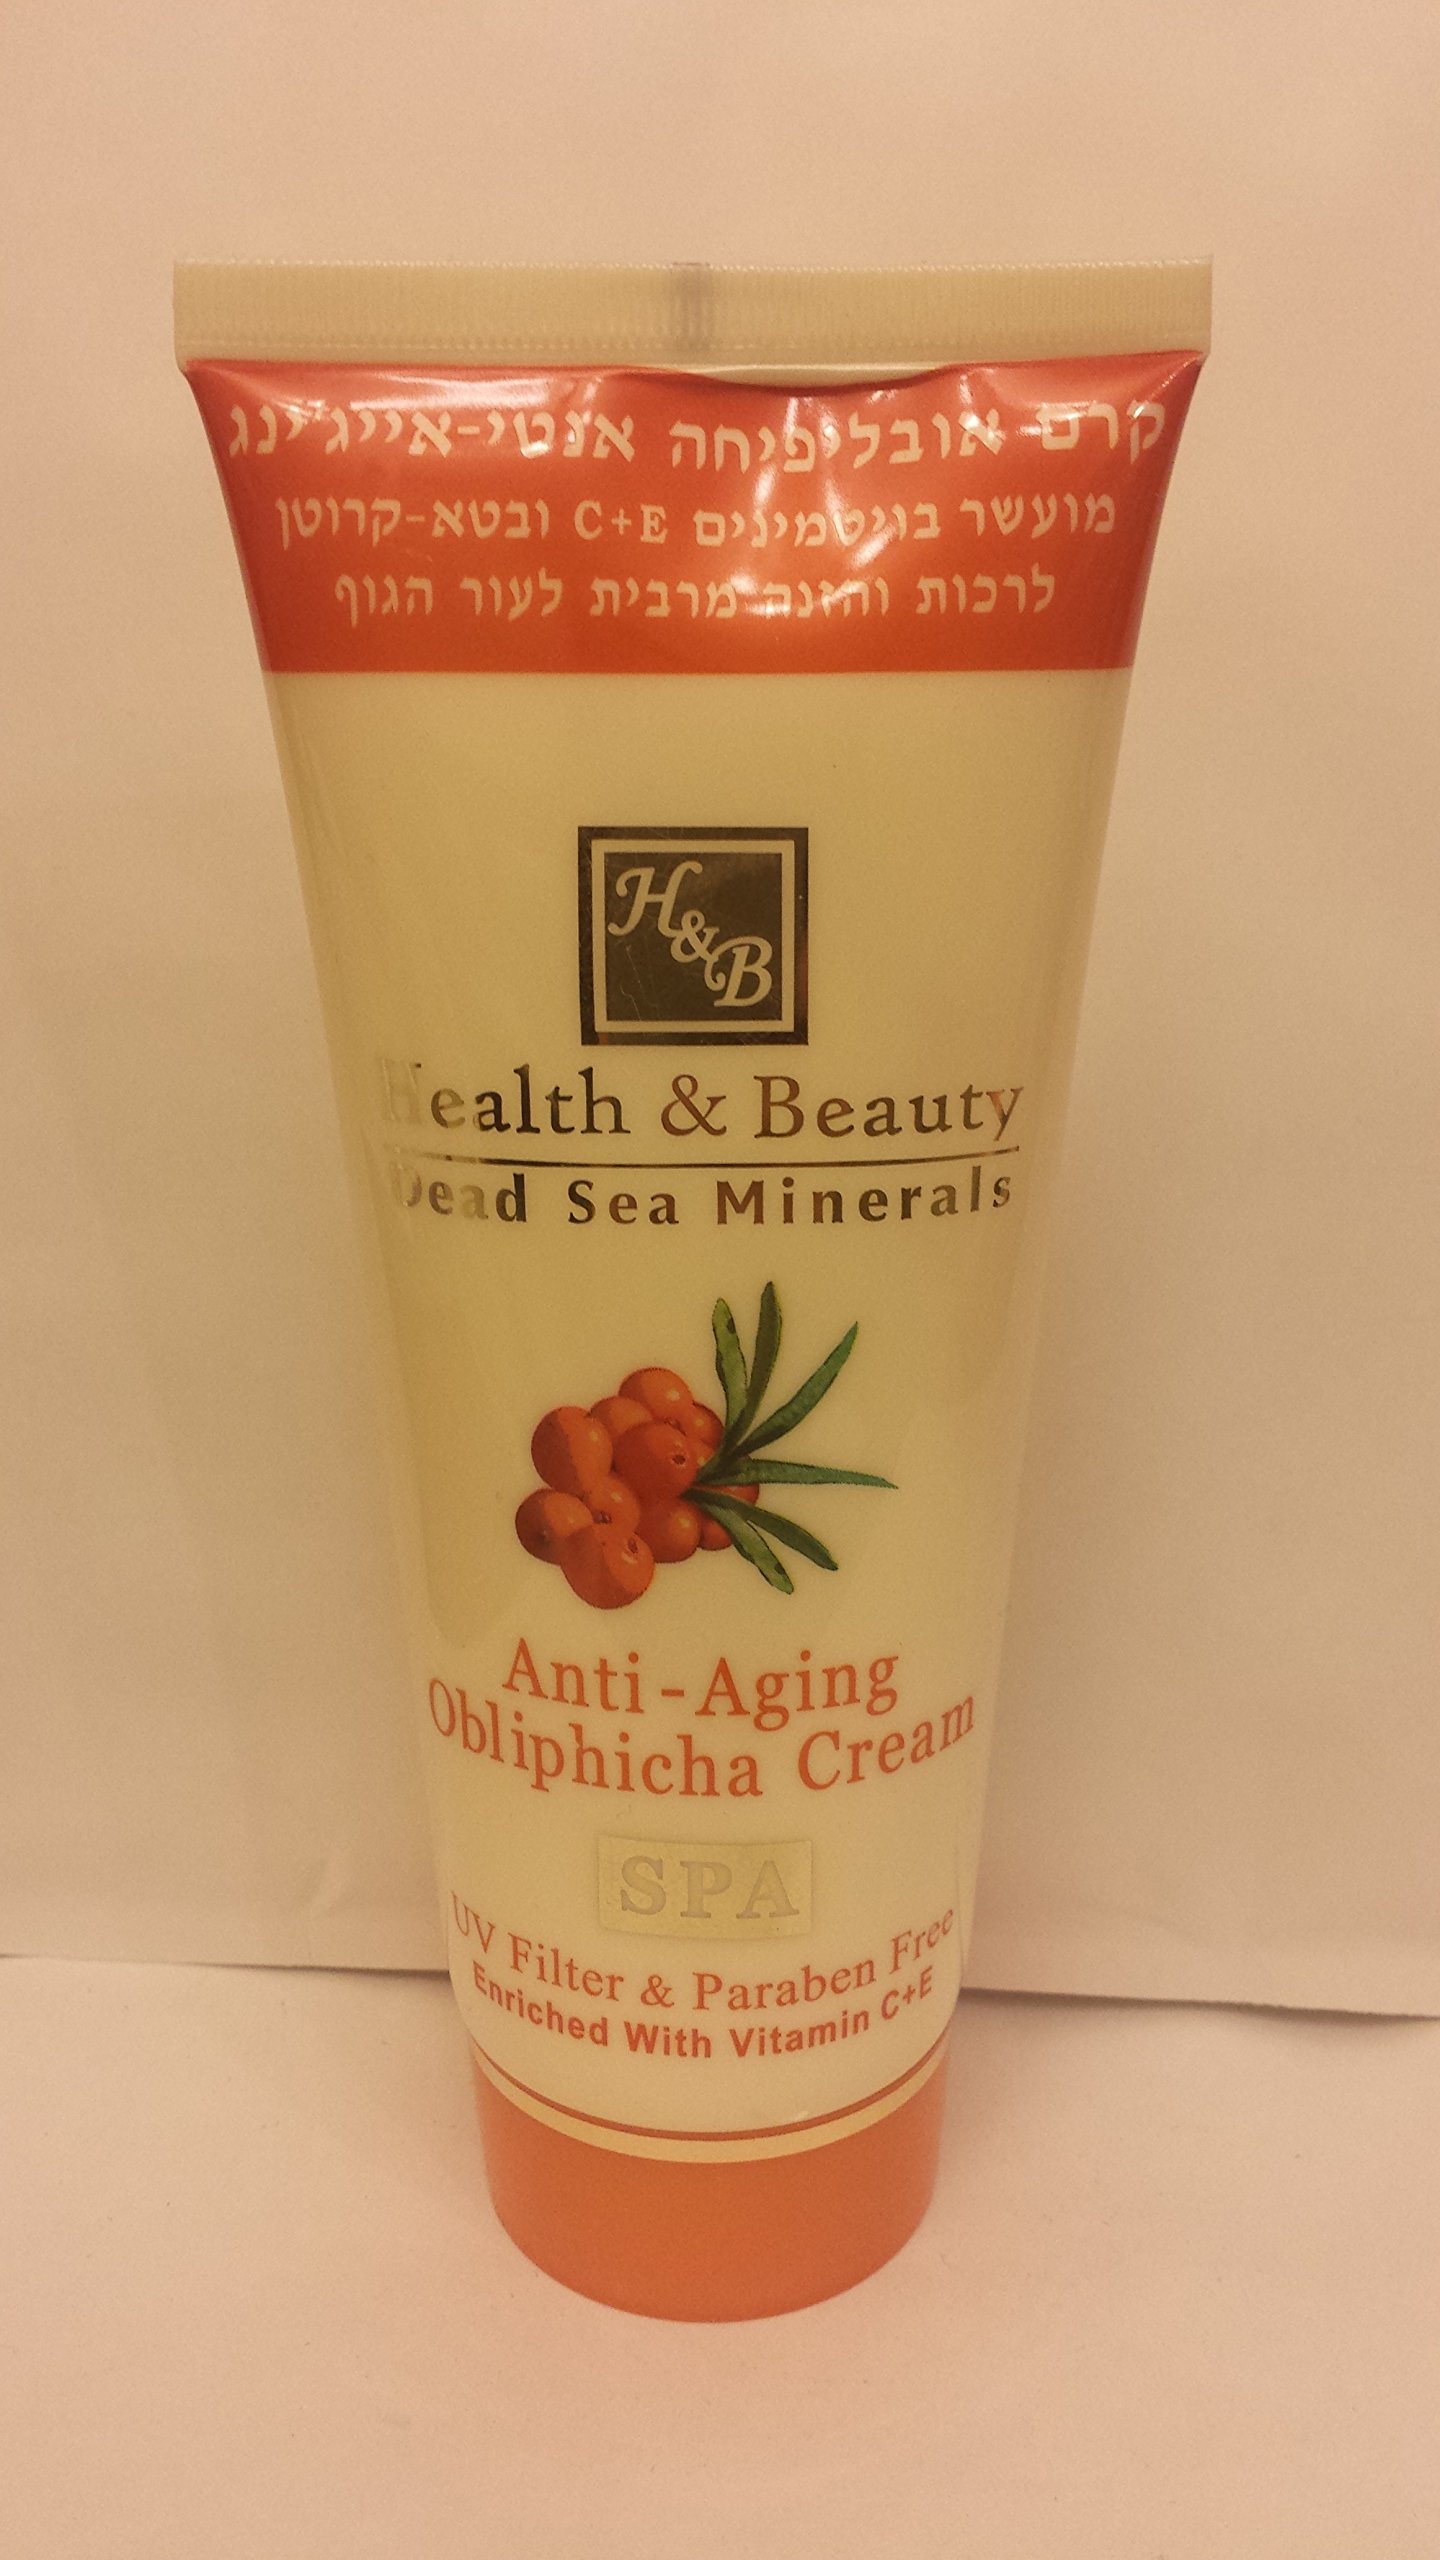 קרם אובליפיחה אנטי-אייג'ינג
מועשר בויטמינים C+E ובטא-קרוטן
לרכות והזנה מרבית לעור הגוף
H&B
Health & Beauty
Dead Sea Minerals
Anti-Aging
Obliphicha Cream
SPA
UV Filter & Paraben Free
Enriched With Vitamin C+E